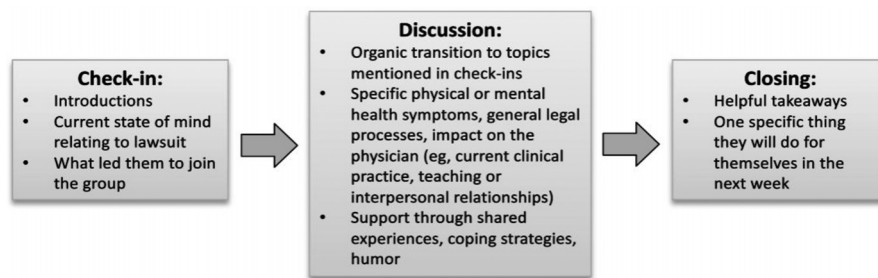 Check-in:
• Introductions
• Current state of mind
relating to lawsuit
• What led them to join
the group
Discussion:
• Organic transition to topics
mentioned in check-ins
• Specific physical or mental
health symptoms, general legal
processes, impact on the
physician (eg, current clinical
practice, teaching or
interpersonal relationships)
• Support through shared
experiences, coping strategies,
humor
Closing:
• Helpful takeaways
• One specific thing
they will do for
themselves in the
next week